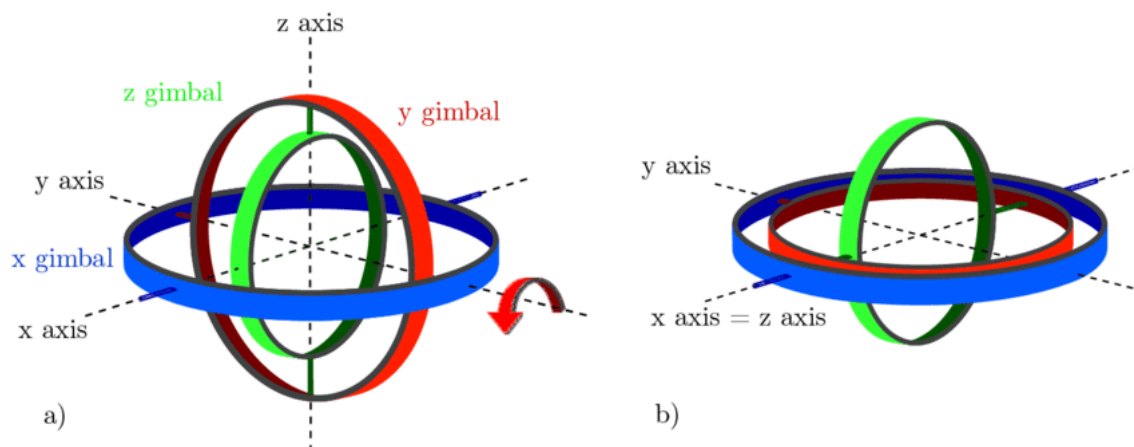 z axis
z gimbal
y gimbal
y axis
x gimbal
x axis
a)
y axis
x axis = z axis
b)